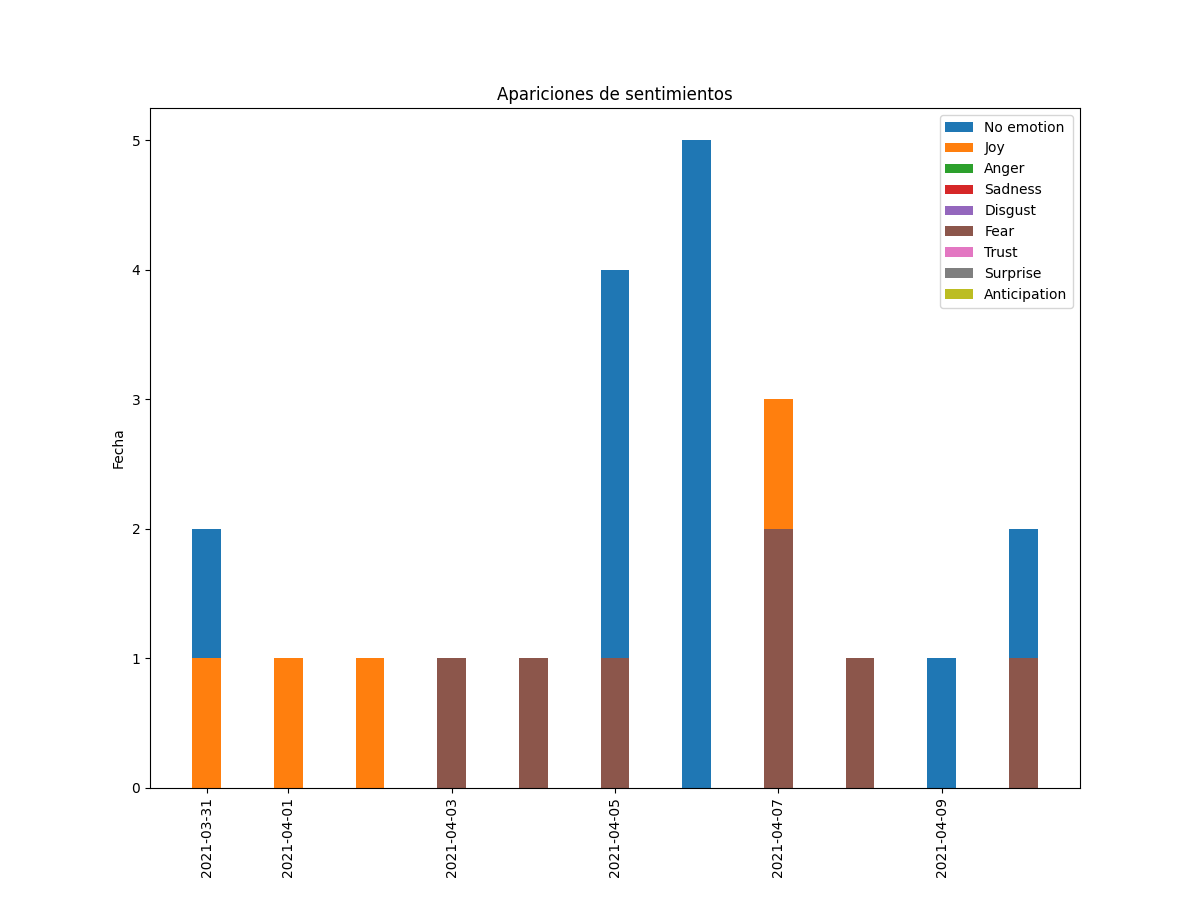 Apariciones de sentimientos
No emotion
Joy
Anger
Sadness
Disgust
Fear
Trust
Surprise
Anticipation
Fecha
5
4
3
2
1
0
2021-03-31
2021-04-01
2021-04-03
2021-04-05
2021-04-07
2021-04-09